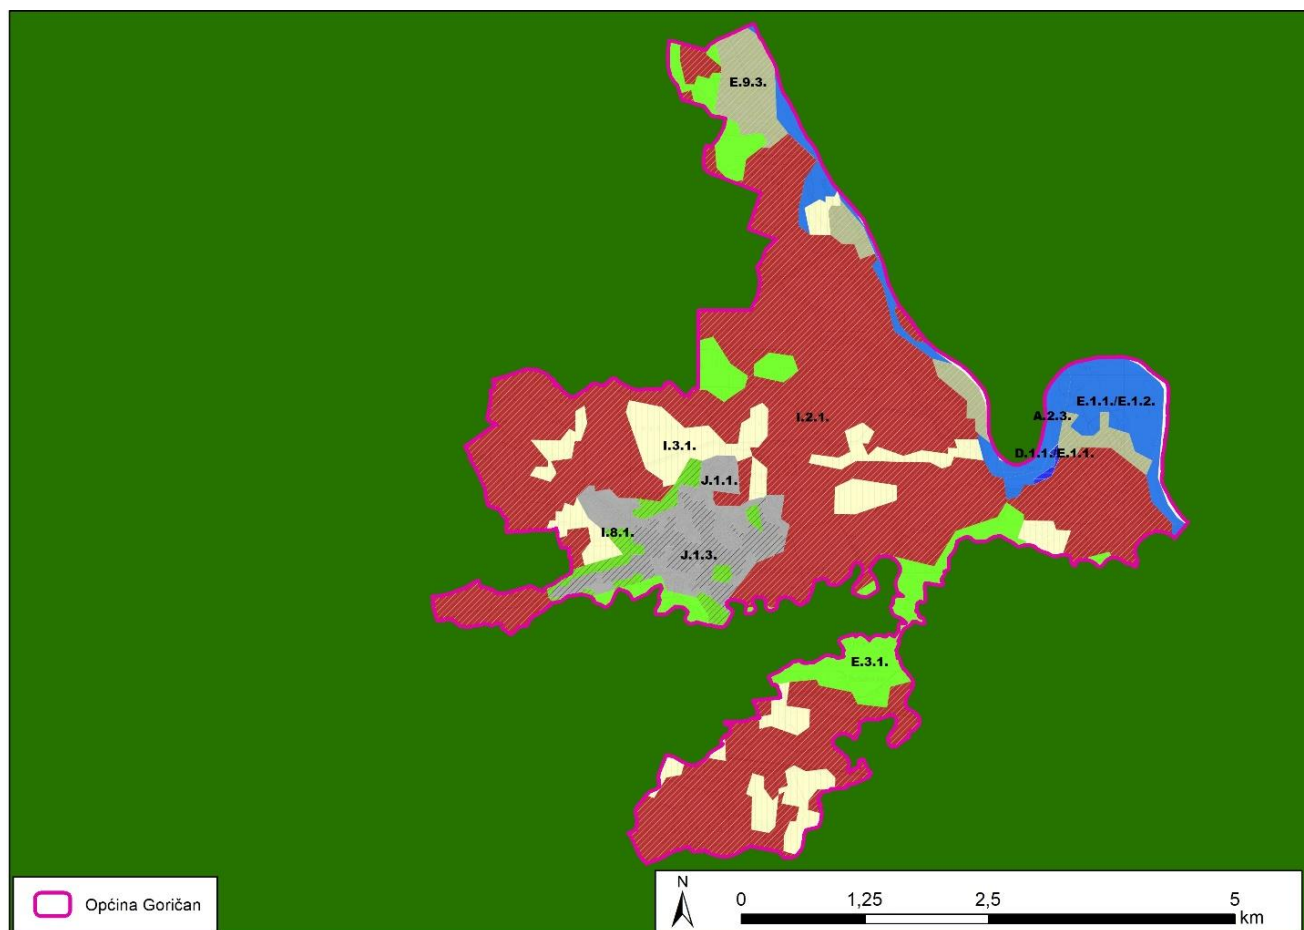 E.9.3.
E.1.1./E.1.2.
A.2.3.
I.2.1.
I.3.1.
D.1.1./E.1.1.
J.1.1.
I.8.1.
J.1.3.
E.3.1.
Općina Goričan
N
0 1,25 2,5 5
km